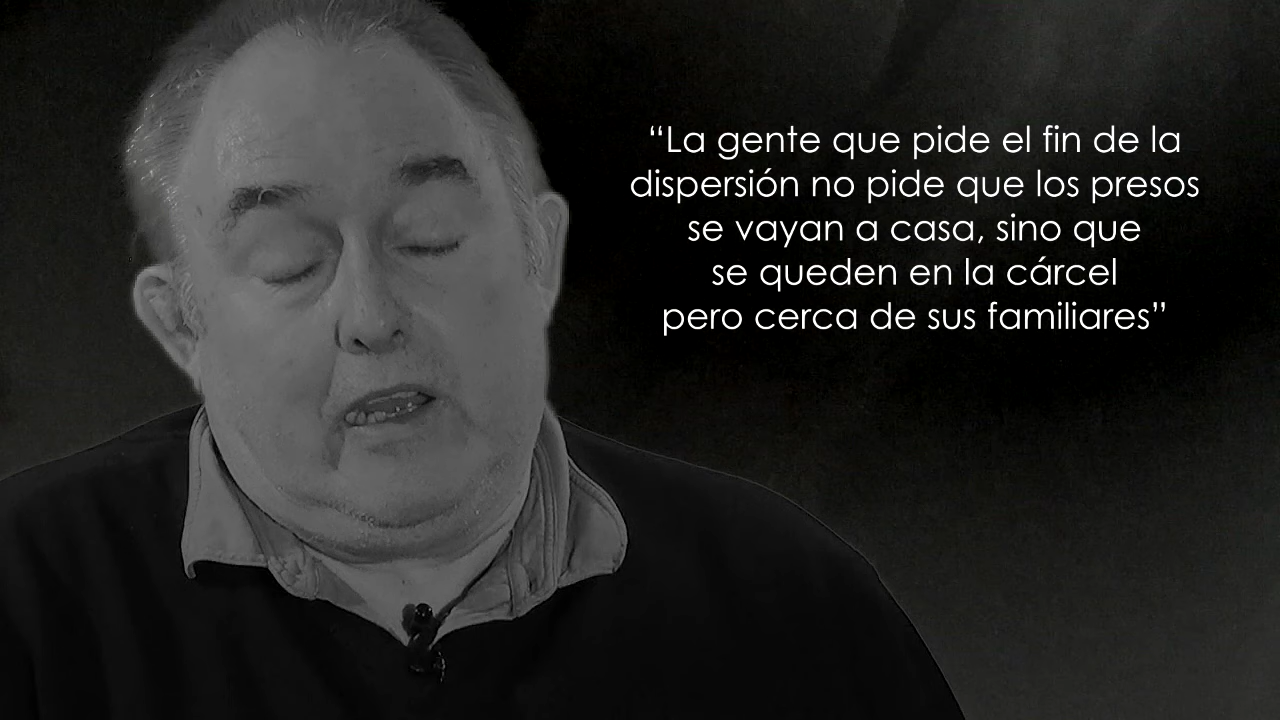 “La gente que pide el fin de la
dispersión no pide que los presos
se vayan a casa, sino que
se queden en la cárcel
pero cerca de sus familiares”